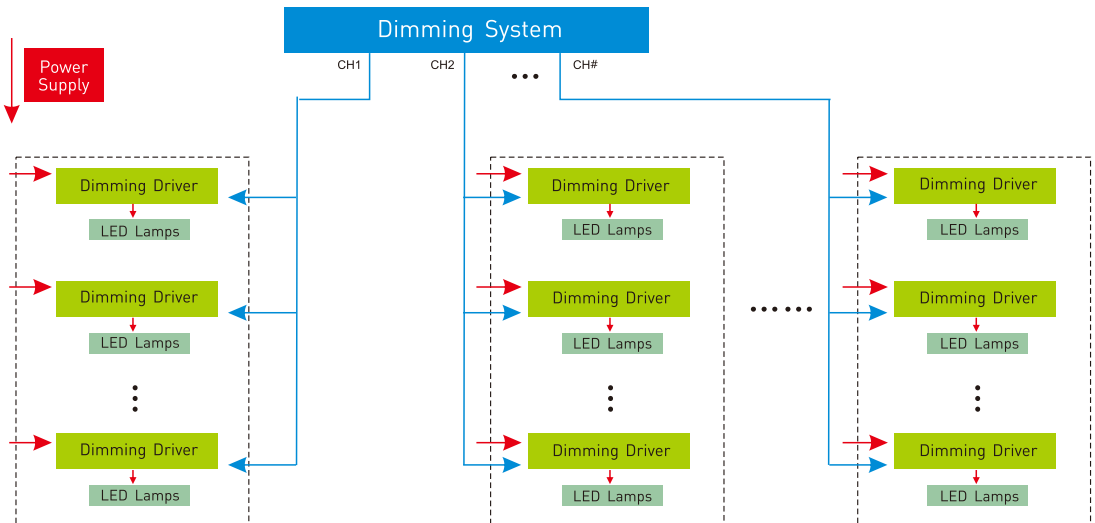 Dimming System
CH1
CH2
CH#
Power
Supply
Dimming Driver
Dimming Driver
Dimming Driver
LED Lamps
LED Lamps
LED Lamps
Dimming Driver
Dimming Driver
Dimming Driver
LED Lamps
LED Lamps
LED Lamps
Dimming Driver
Dimming Driver
Dimming Driver
LED Lamps
LED Lamps
LED Lamps